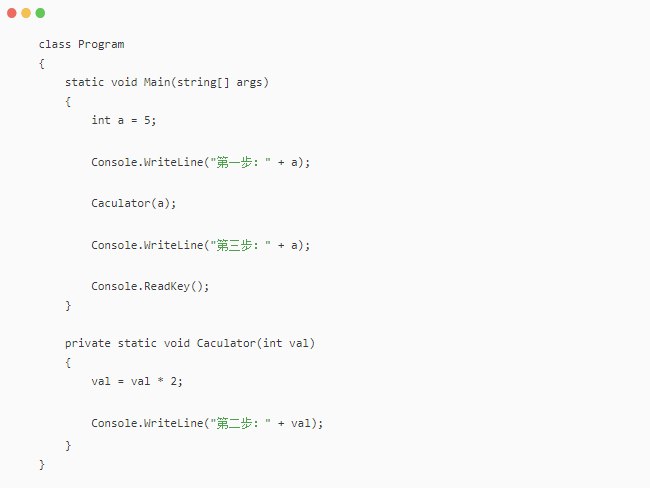 class Program
{
static void Main(string[] args)
{
int a = 5;
Console.WriteLine("第一步：" + a);
Caculator(a);
Console.WriteLine("第三步：" + a);
Console.ReadKey();
}
private static void Caculator(int val)
{
val = val * 2;
Console.WriteLine("第二步：" + val);
}
}